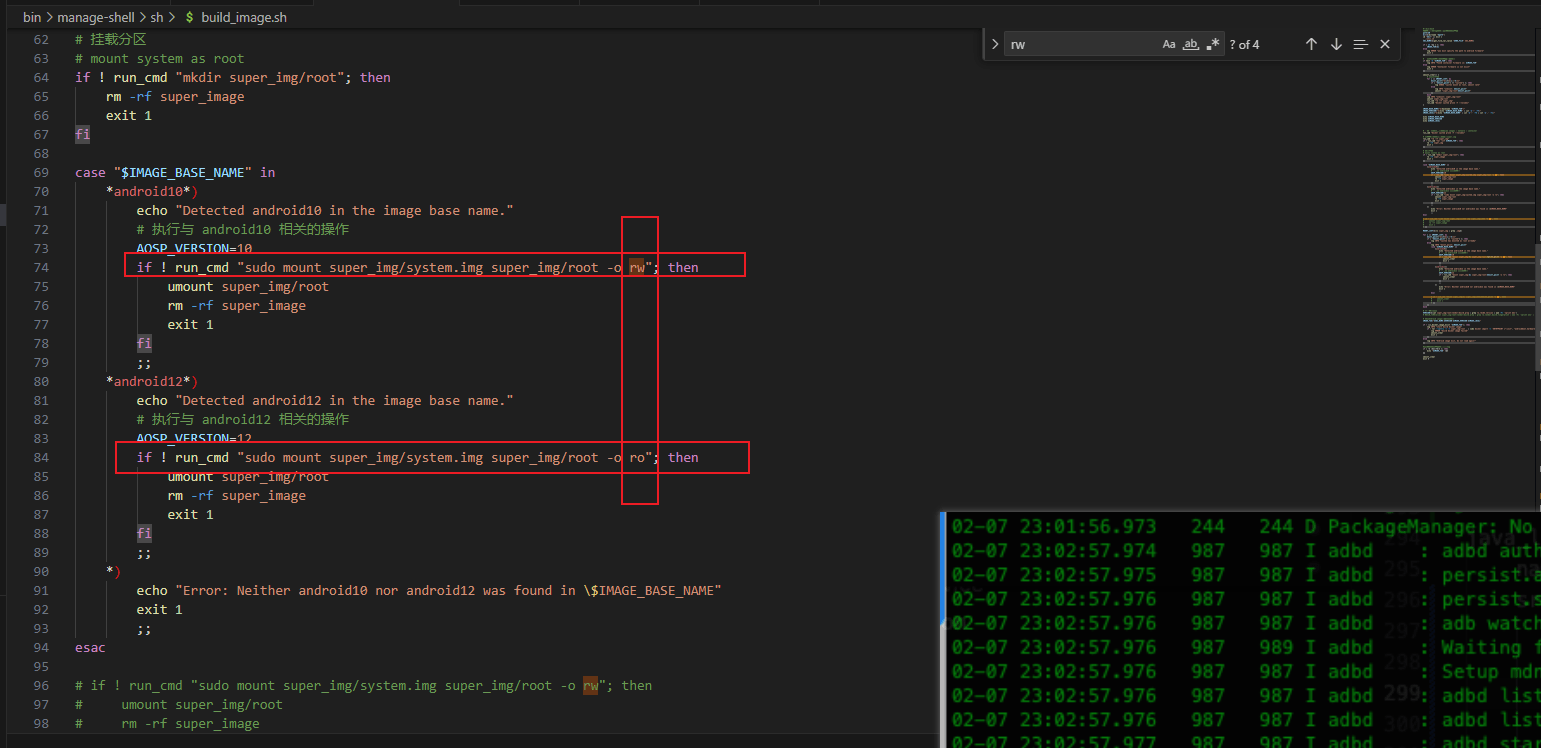 bin > manage-shell > sh > $ build_image.sh
rw
Aa ab .* ? of 4
62 # 挂载分区
63 # mount system as root
64 if ! run_cmd "mkdir super_img/root"; then
65 rm -rf super_image
66 exit 1
67 fi
68
69 case "$IMAGE_BASE_NAME" in
70 *android10*)
71 echo "Detected android10 in the image base name."
72 # 执行与 android10 相关的操作
73 AOSP_VERSION=10
74 if ! run_cmd "sudo mount super_img/system.img super_img/root -o rw"; then
75 umount super_img/root
76 rm -rf super_image
77 exit 1
78 fi
79 ;;
80 *android12*)
81 echo "Detected android12 in the image base name."
82 # 执行与 android12 相关的操作
83 AOSP_VERSION=12
84 if ! run_cmd "sudo mount super_img/system.img super_img/root -o ro"; then
85 umount super_img/root
86 rm -rf super_image
87 exit 1
88 fi
89 ;;
90 *)
91 echo "Error: Neither android10 nor android12 was found in \$IMAGE_BASE_NAME"
92 exit 1
93 ;;
94 esac
95
96 # if ! run_cmd "sudo mount super_img/system.img super_img/root -o rw"; then
97 # umount super_img/root
98 # rm -rf super_image
02-07 23:01:56.973 244 244 D PackageManager: No
02-07 23:02:57.974 987 987 I adbd : adbd auth
02-07 23:02:57.975 987 987 I adbd : persist.a
02-07 23:02:57.976 987 987 I adbd : persist.s
02-07 23:02:57.976 987 987 I adbd : adb watch
02-07 23:02:57.976 987 989 I adbd : Waiting f
02-07 23:02:57.976 987 987 I adbd : Setup mdn
02-07 23:02:57.976 987 987 I adbd : adbd list
02-07 23:02:57.976 987 987 I adbd : adbd list
02-07 23:02:57.977 987 987 I adbd : adbd star